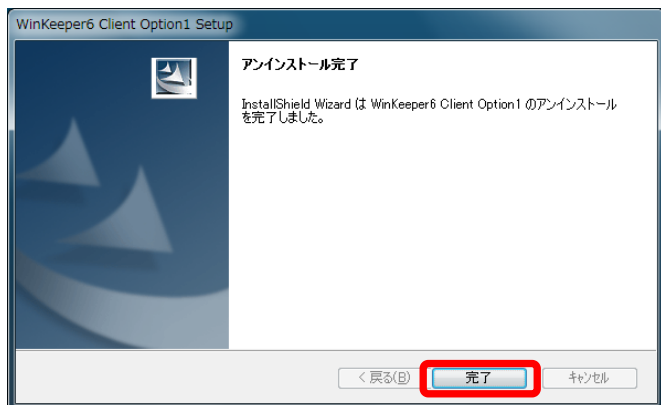 WinKeeper6 Client Option1 Setup
アンインストール完了
InstallShield Wizard は WinKeeper6 Client Option1 のアンインストール
を完了しました。
< 戻る(B)
完了
キャンセル